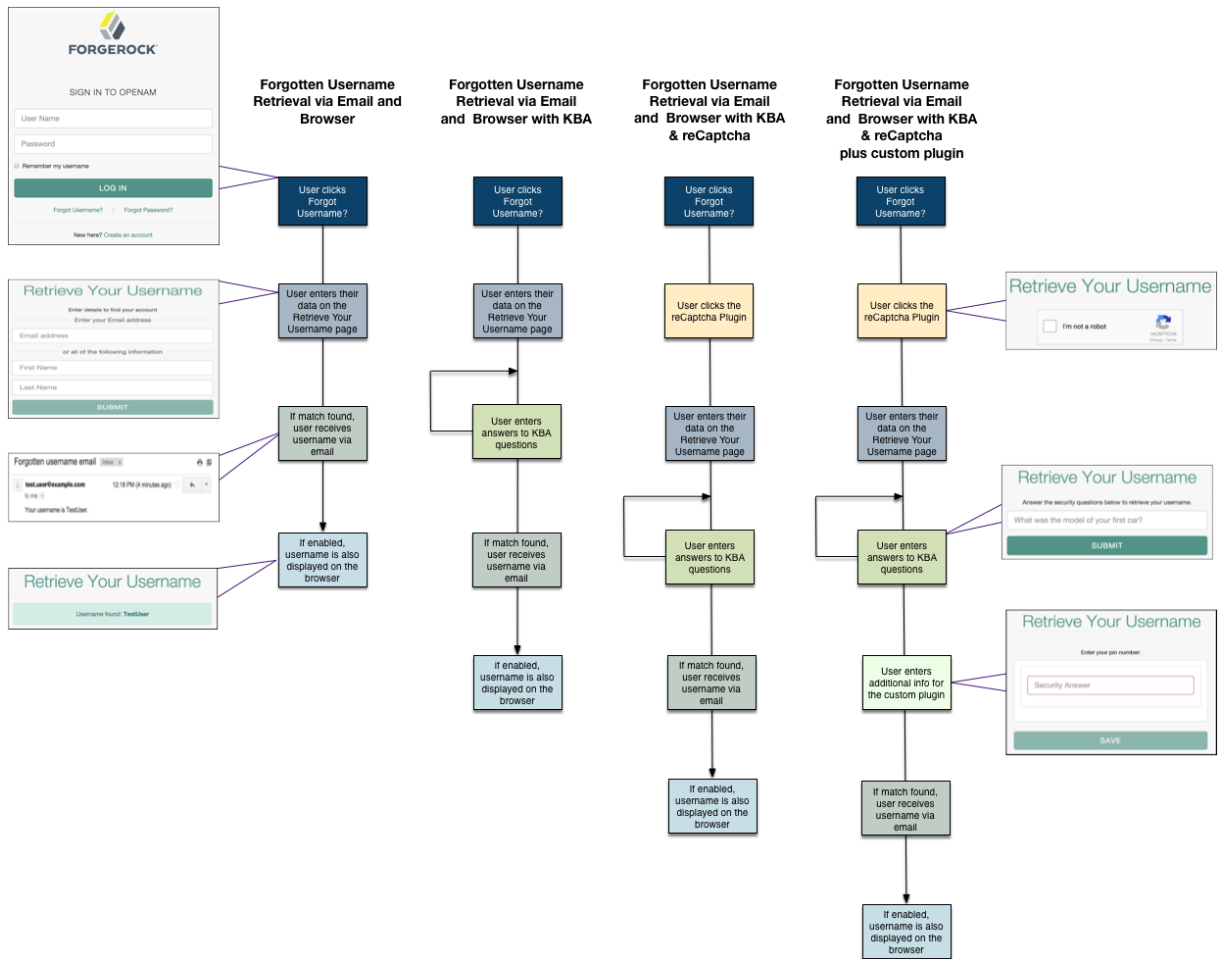 FORGEROCK
SIGN IN TO OPENAM
User Name
Password
Remember my username
LOG IN
Forgot Username?
Forgot Password?
New here? Create an account
Retrieve Your Username
Enter details to find your account
Enter your Email address
Email address
or all of the following information
First Name
Last Name
SUBMIT
Forgotten username email
Inbox x
test.user@example.com
12:18 PM (4 minutes ago)
to me
Your username is TestUser.
Retrieve Your Username
Username found: TestUser
Forgotten Username
Retrieval via Email and
Browser
User clicks
Forgot
Username?
User enters their
data on the
Retrieve Your
Username page
If match found,
user receives
username via
email
If enabled,
username is also
displayed on the
browser
Forgotten Username
Retrieval via Email
and Browser with KBA
User clicks
Forgot
Username?
User enters their
data on the
Retrieve Your
Username page
User enters
answers to KBA
questions
If match found,
user receives
username via
email
if enabled,
username is also
displayed on the
browser
Forgotten Username
Retrieval via Email
and Browser with KBA
& reCaptcha
User clicks
Forgot
Username?
User clicks the
reCaptcha Plugin
User enters their
data on the
Retrieve Your
Username page
User enters
answers to KBA
questions
If match found,
user receives
username via
email
If enabled,
username is also
displayed on the
browser
Forgotten Username
Retrieval via Email
and Browser with KBA
& reCaptcha
plus custom plugin
User clicks
Forgot
Username?
User clicks the
reCaptcha Plugin
User enters their
data on the
Retrieve Your
Username page
User enters
answers to KBA
questions
User enters
additional info for
the custom plugin
If match found,
user receives
username via
email
If enabled,
username is also
displayed on the
browser
Retrieve Your Username
I'm not a robot
reCAPTCHA
Privacy - Terms
Retrieve Your Username
Answer the security questions below to retrieve your username.
What was the model of your first car?
SUBMIT
Retrieve Your Username
Enter your pin number:
Security Answer
SAVE